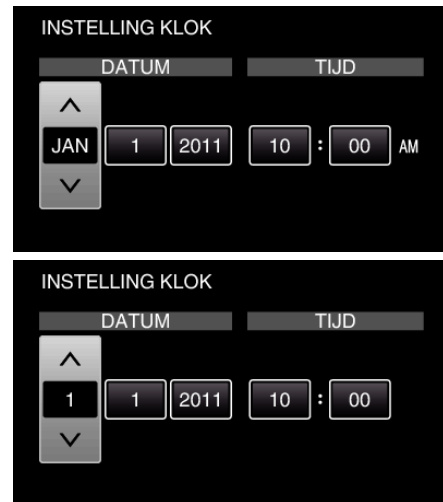 INSTELLING KLOK
DATUM TIJD
JAN 1 2011 10 : 00 AM
INSTELLING KLOK
DATUM TIJD
1 1 2011 10 : 00